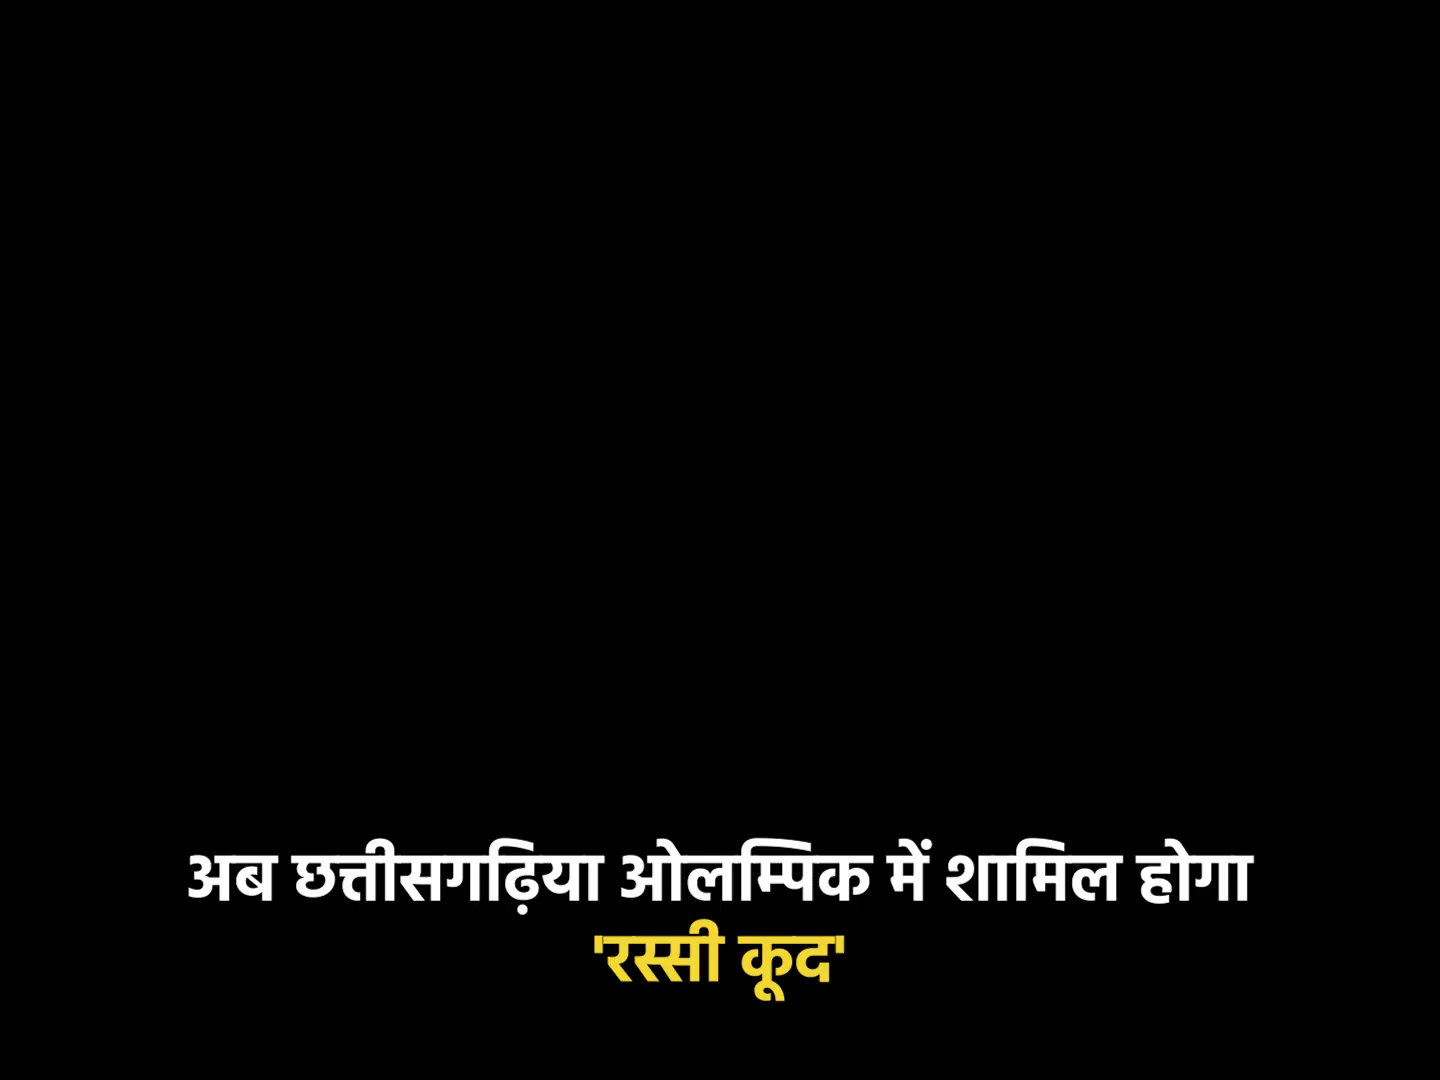 अब छत्तीसगढ़िया ओलम्पिक में शामिल होगा
'रस्सी कूद'